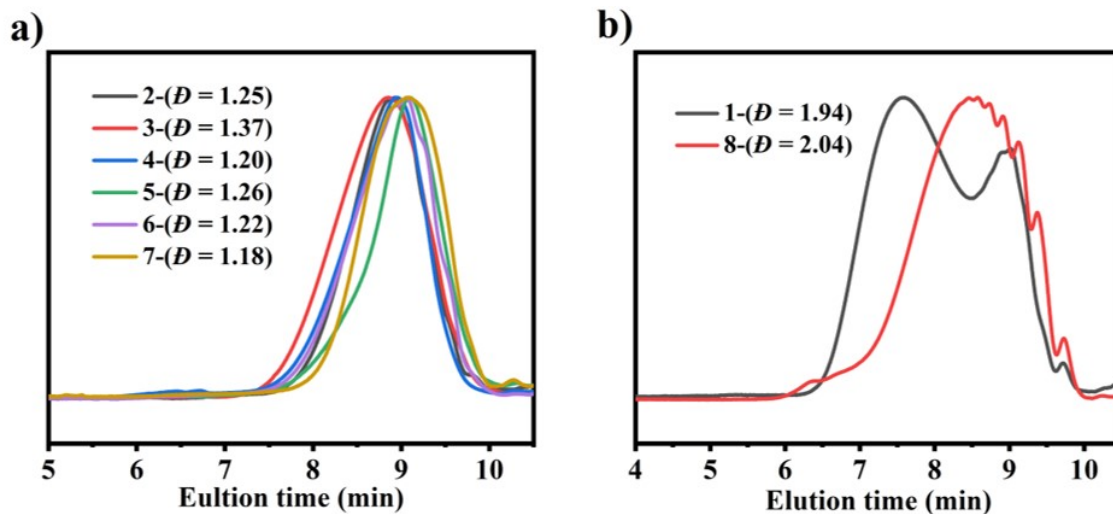 a)
2-(Đ = 1.25)
3-(Đ = 1.37)
4-(Đ = 1.20)
5-(Đ = 1.26)
6-(Đ = 1.22)
7-(Đ = 1.18)
5 6 7 8 9 10
Eultion time (min)
b)
1-(Đ = 1.94)
8-(Đ = 2.04)
4 5 6 7 8 9 10
Elution time (min)